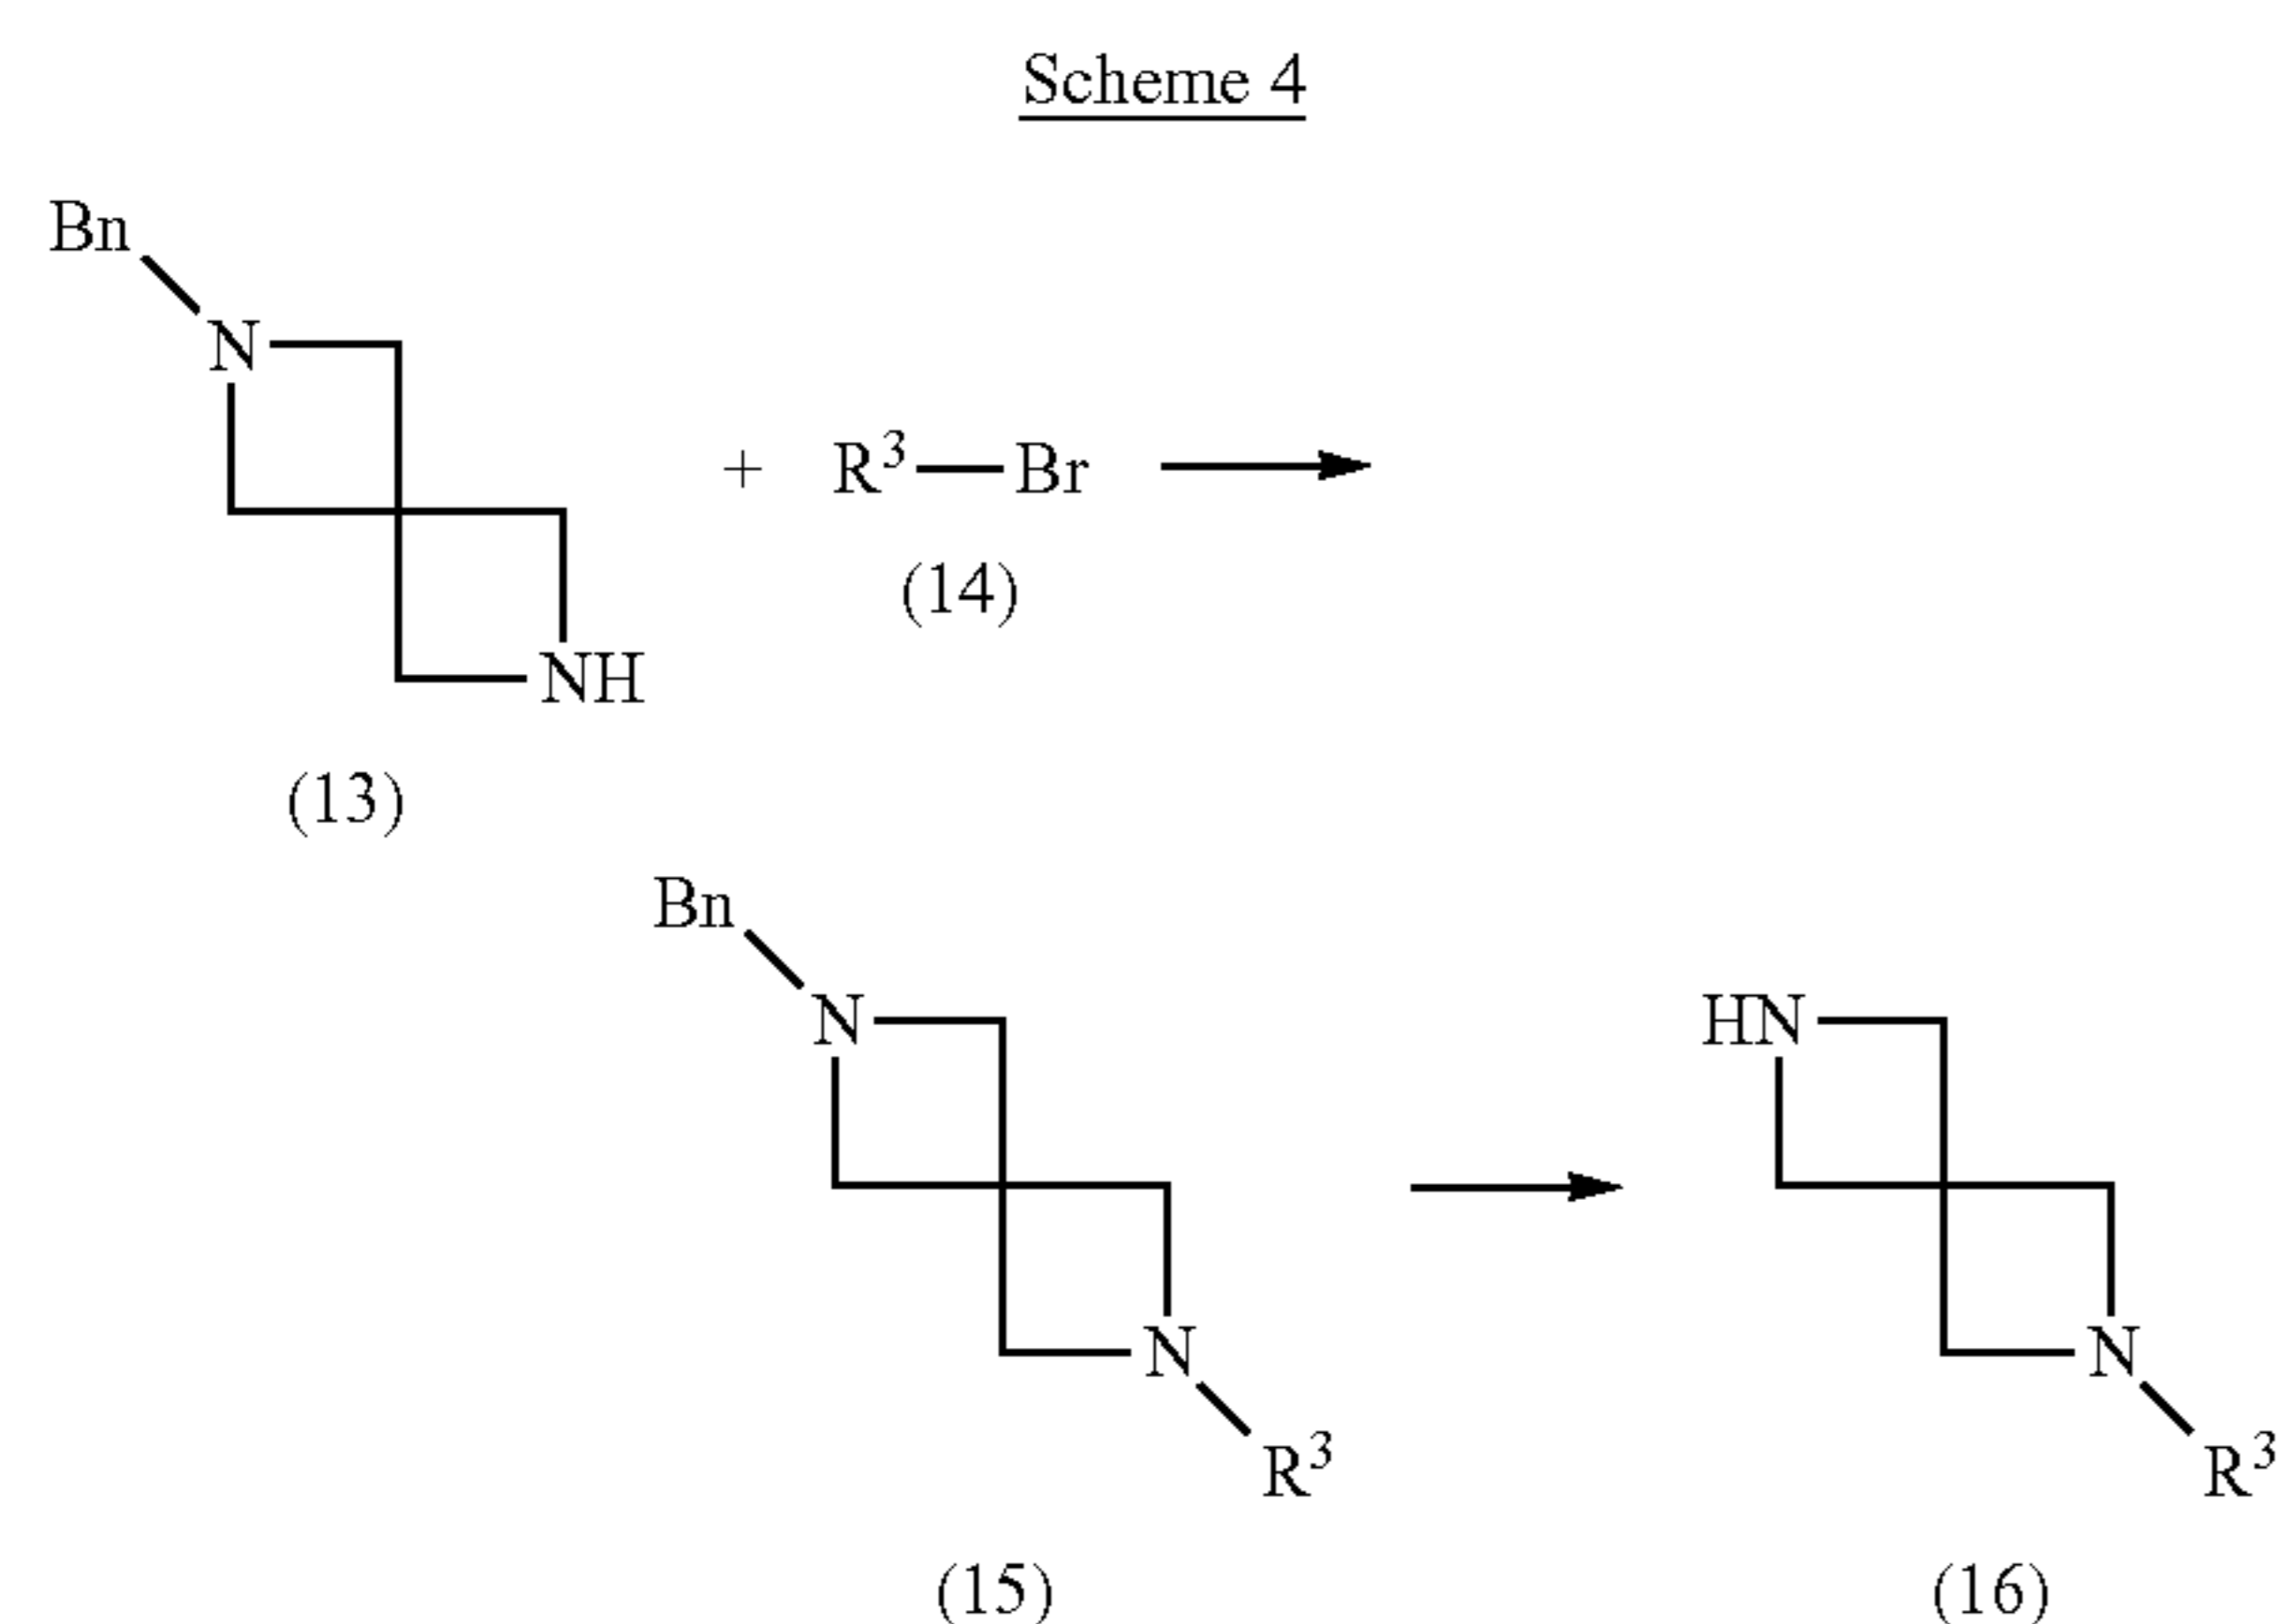 Scheme 4
Bn
N
+ R³—Br
(14)
NH
(13)
Bn
N
HN
N
N
R³
R³
(15)
(16)